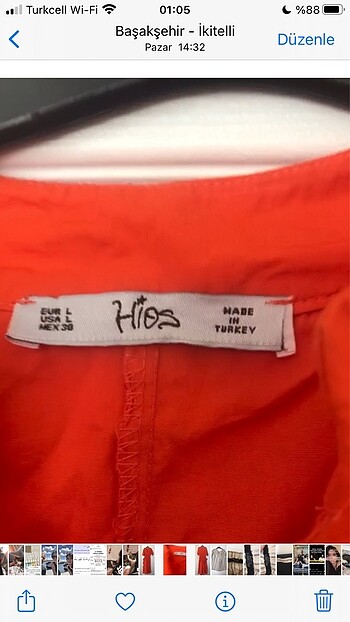 Turkcell Wi-Fi
01:05
%88
Başakşehir - İkitelli
Pazar 14:32
Düzenle
EUR L
USA L
MEX 30
Hios
MADE
IN
TURKEY